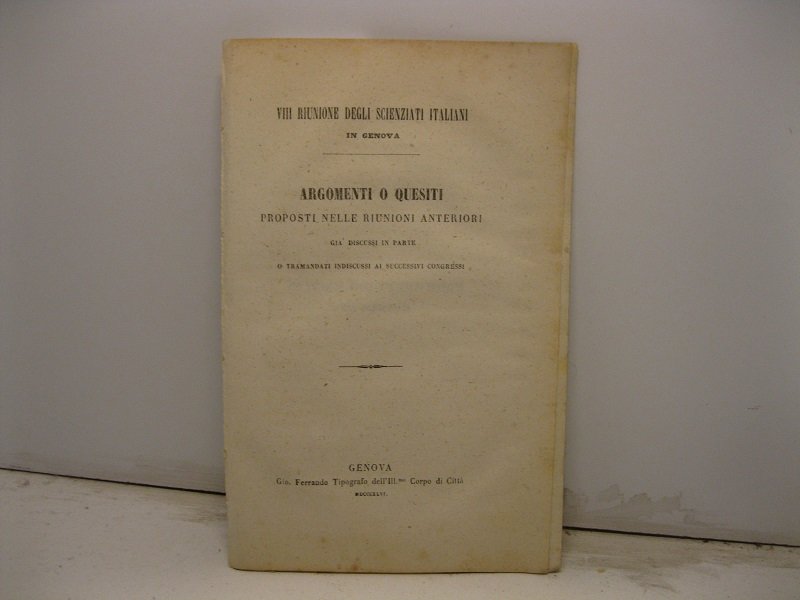 VIII RIUNIONE DEGLI SCIENZIATI ITALIANI
IN GENOVA
ARGOMENTI O QUESITI
PROPOSTI NELLE RIUNIONI ANTERIORI
GIA' DISCUSSI IN PARTE
O TRAMANDATI INDISCUSSI AI SUCCESSIVI CONGRESSI
GENOVA
Gio. Ferrando Tipografo dell'Ill.mo Corpo di Città
MDCCCXLVI.